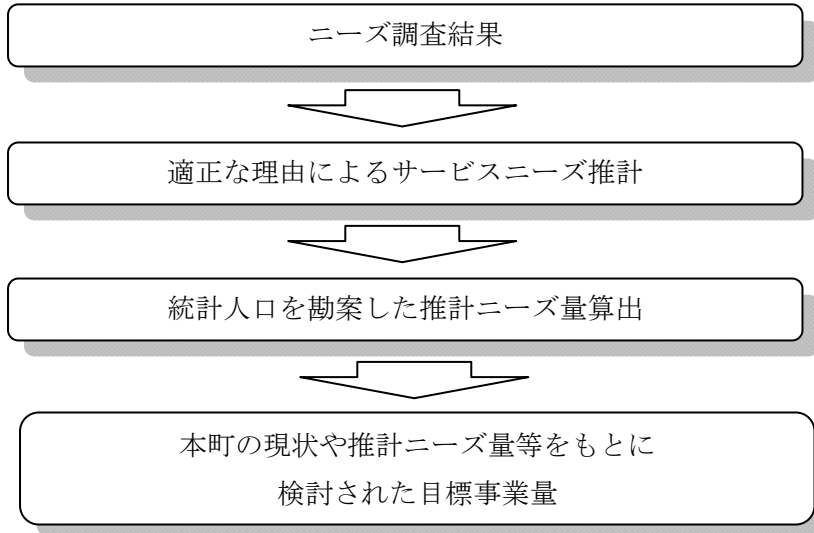 ニーズ調査結果
適正な理由によるサービスニーズ推計
統計人口を勘案した推計ニーズ量算出
本町の現状や推計ニーズ量等をもとに
検討された目標事業量